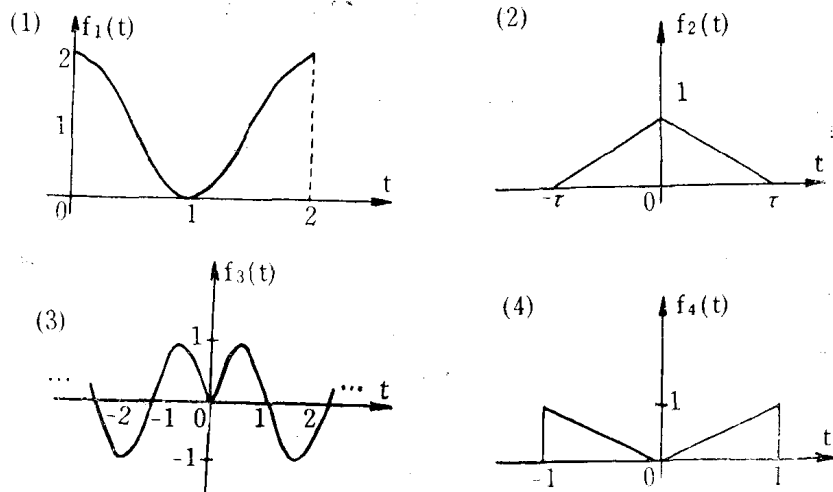 (1)
f₁(t)
2
1
0
1
2
t
(2)
f₂(t)
1
-τ
0
τ
t
(3)
f₃(t)
1
...
...
-2
-1
0
1
2
t
-1
(4)
f₄(t)
1
-1
0
1
t